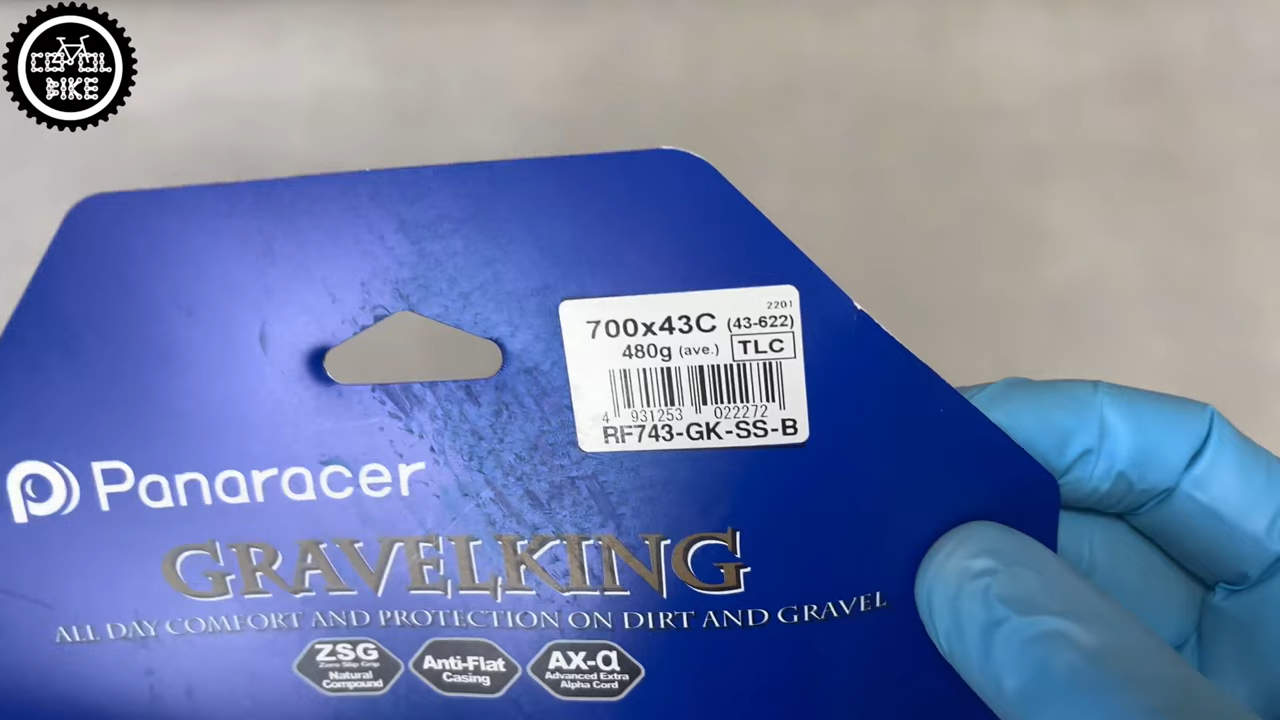 BIKE
2201
700x43C (43-622)
480g (ave.) TLC
4 931253 022272
RF743-GK-SS-B
Panaracer
GRAVELKING
ALL DAY COMFORT AND PROTECTION ON DIRT AND GRAVEL
ZSG
Zero Slip Grip
Natural
Compound
Anti-Flat
Casing
AX-α
Advanced Extra
Alpha Cord